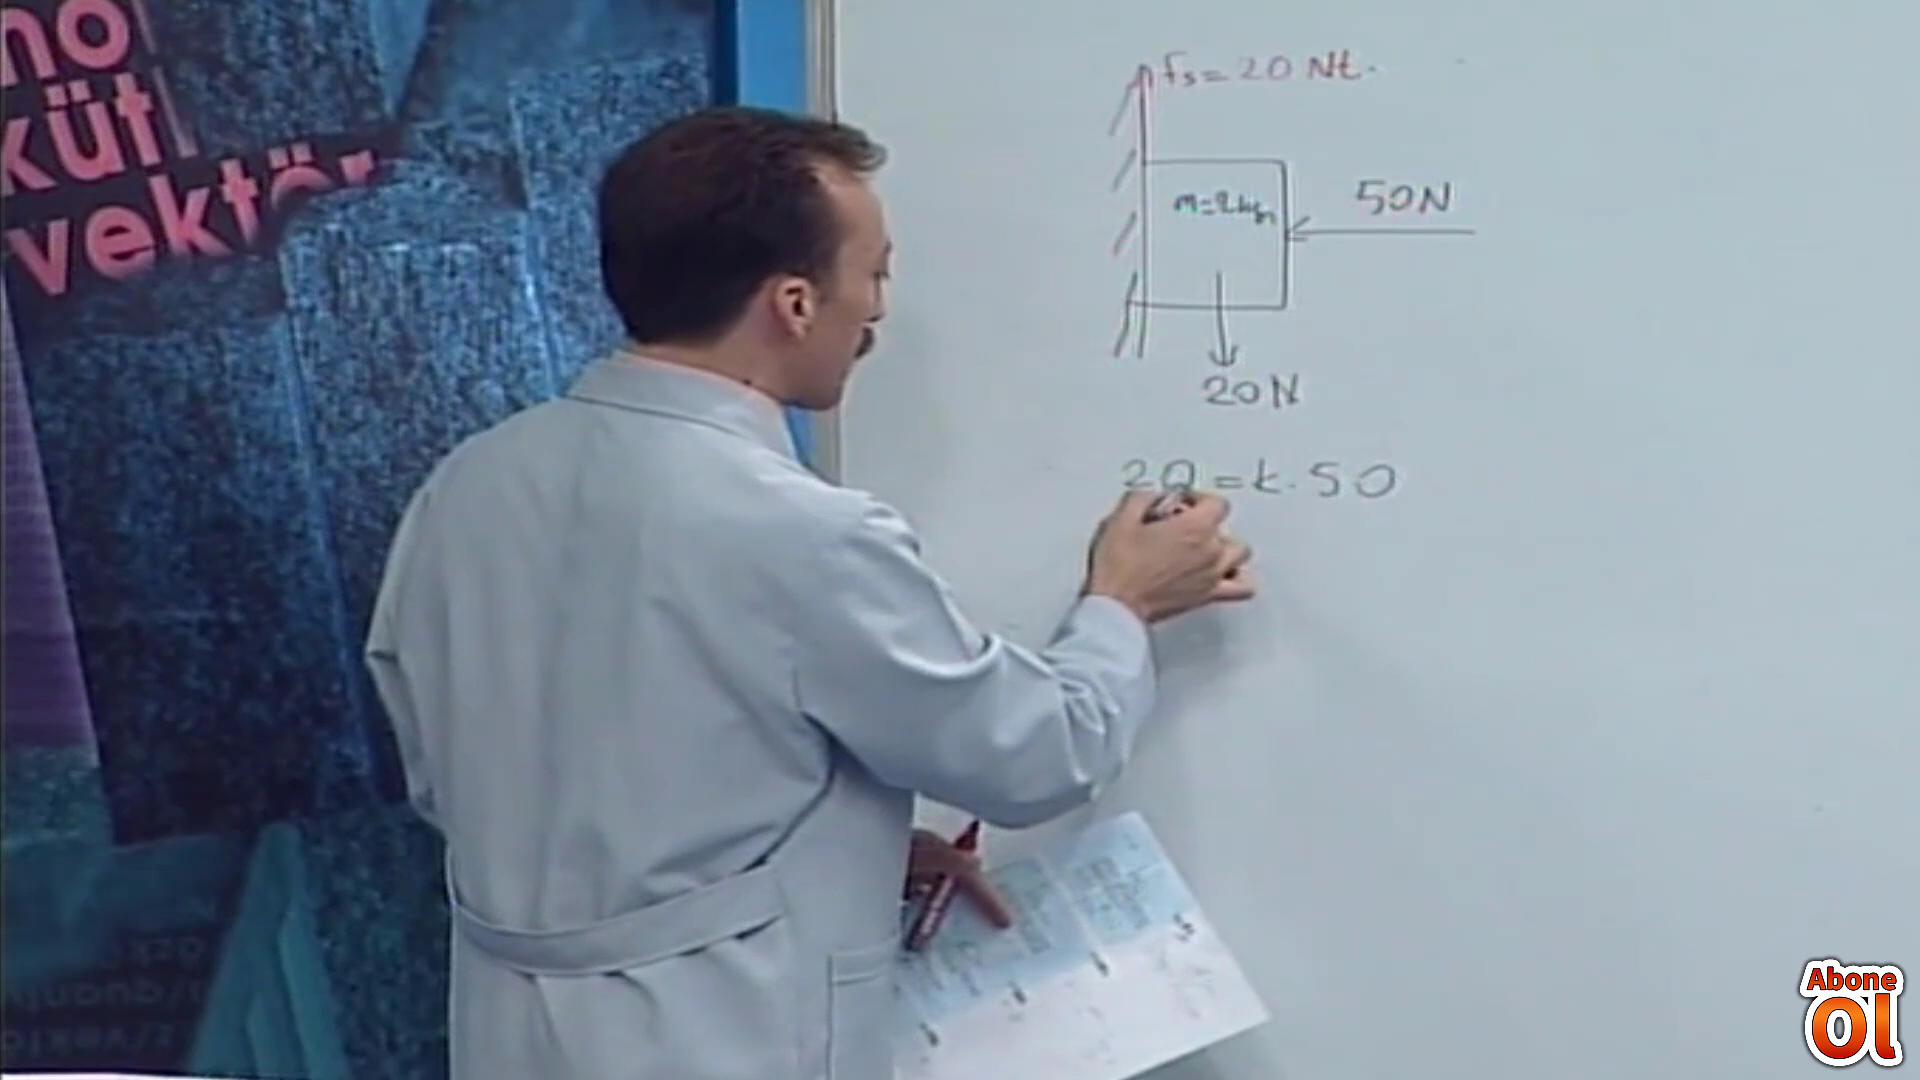 no
küt
vektör
fs = 20 Nt.
m=2kg
50N
20N
20 = k.50
Abone
Ol